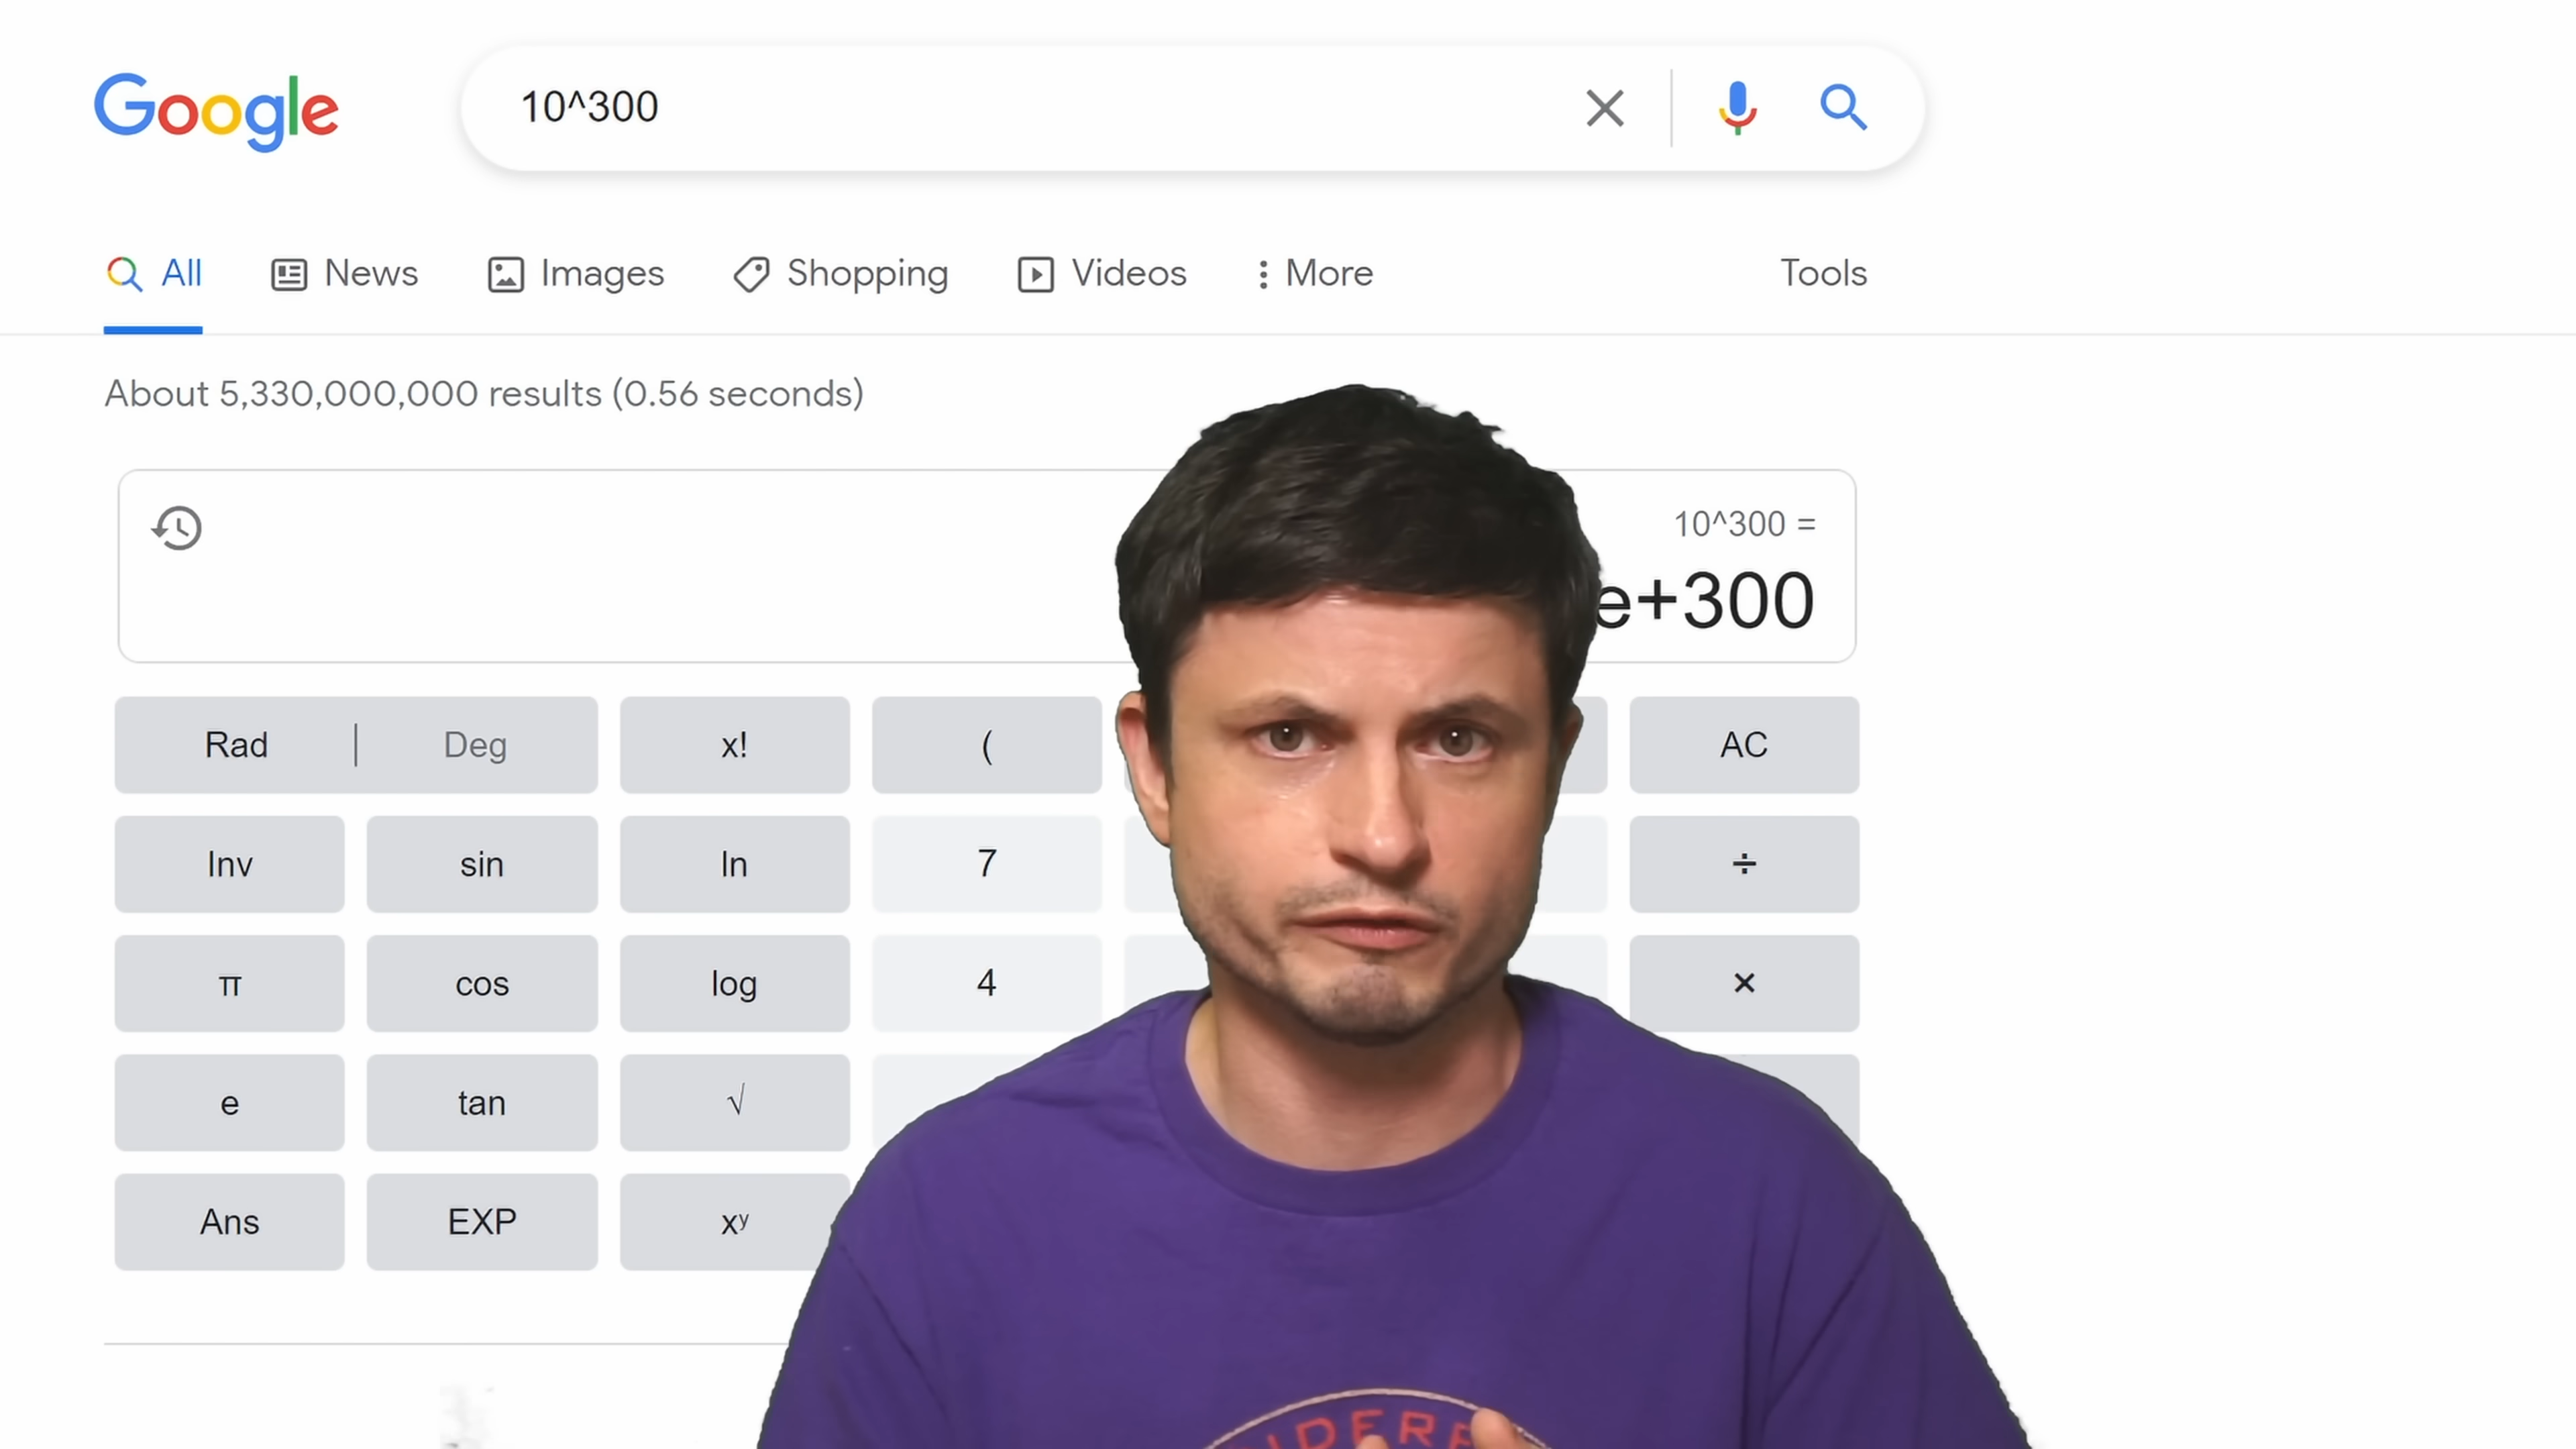 Google
10^300
All News Images Shopping Videos More Tools
About 5,330,000,000 results (0.56 seconds)
10^300 =
e+300
Rad | Deg x! ( AC
Inv sin ln 7 ÷
π cos log 4 ×
e tan √
Ans EXP xʸ